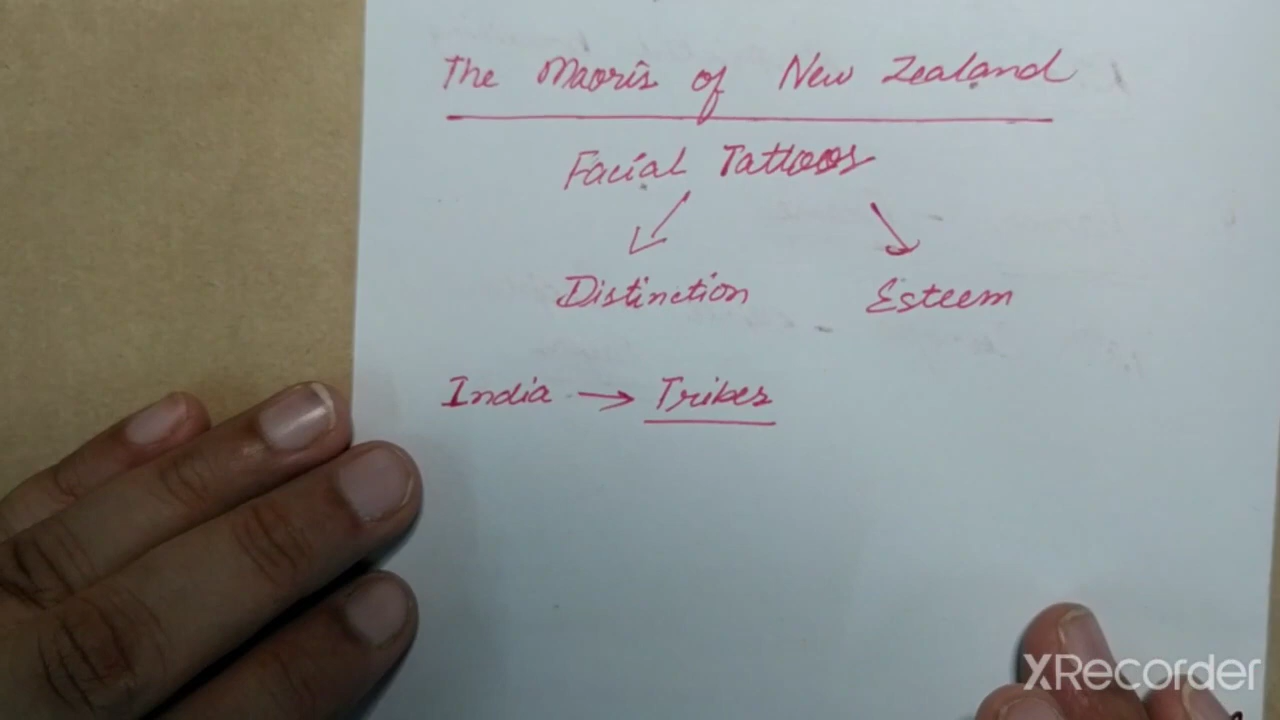 The Maoris of New Zealand
Facial Tattoos
Distinction Esteem
India → Tribes
XRecorder